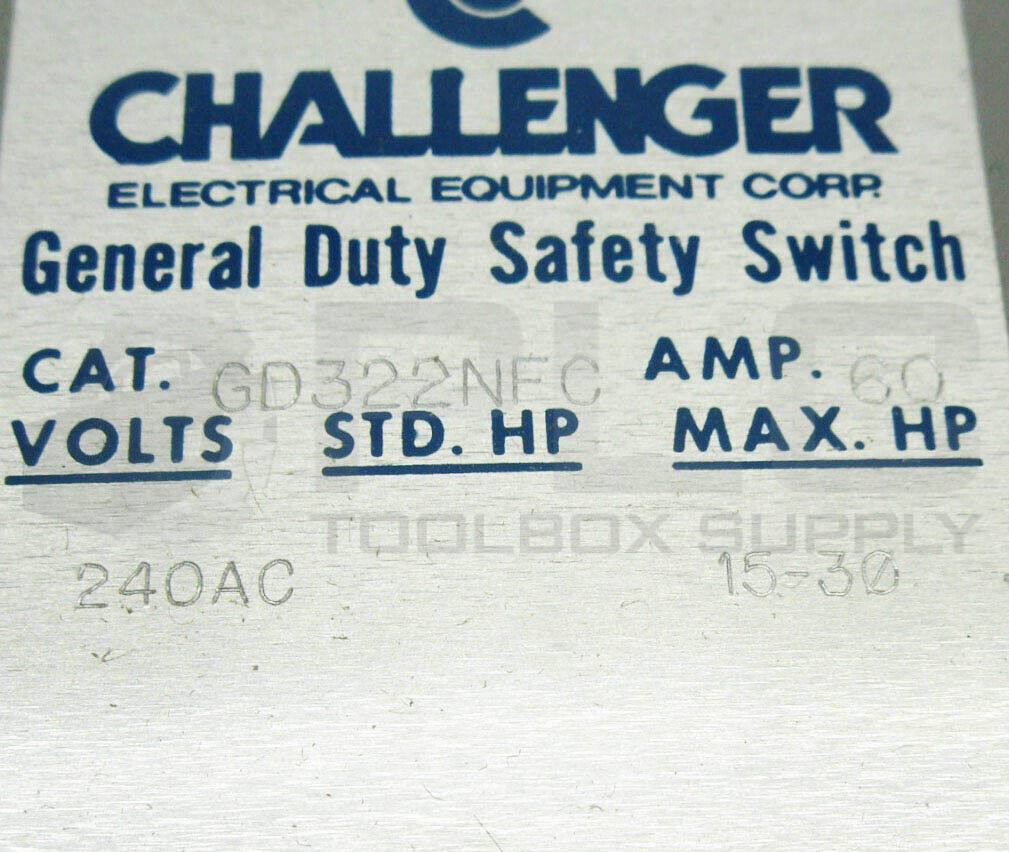 CHALLENGER
ELECTRICAL EQUIPMENT CORP.
General Duty Safety Switch
CAT. GD322NFC AMP. 60
VOLTS STD. HP MAX. HP
PLC
TOOLBOX SUPPLY
240AC 15-30